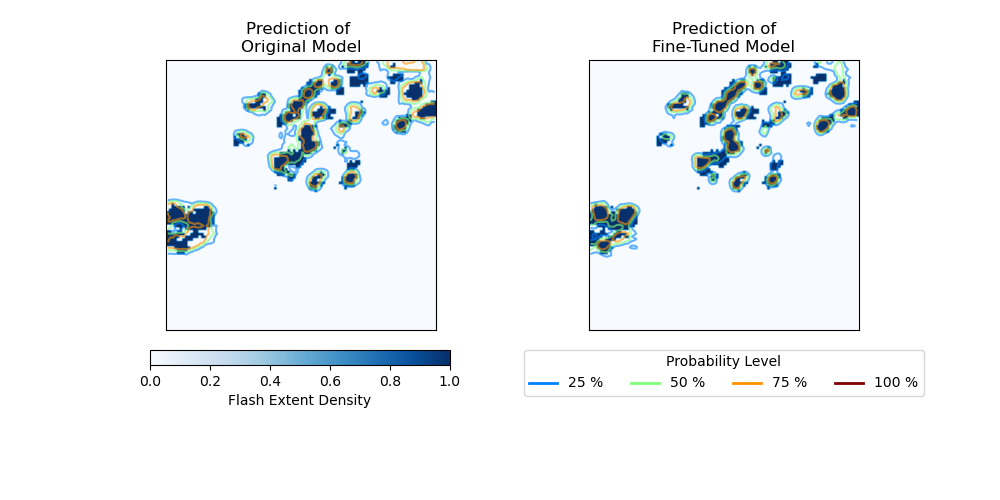 Prediction of
Original Model
Prediction of
Fine-Tuned Model
0.0 0.2 0.4 0.6 0.8 1.0
Flash Extent Density
Probability Level
25 % 50 % 75 % 100 %